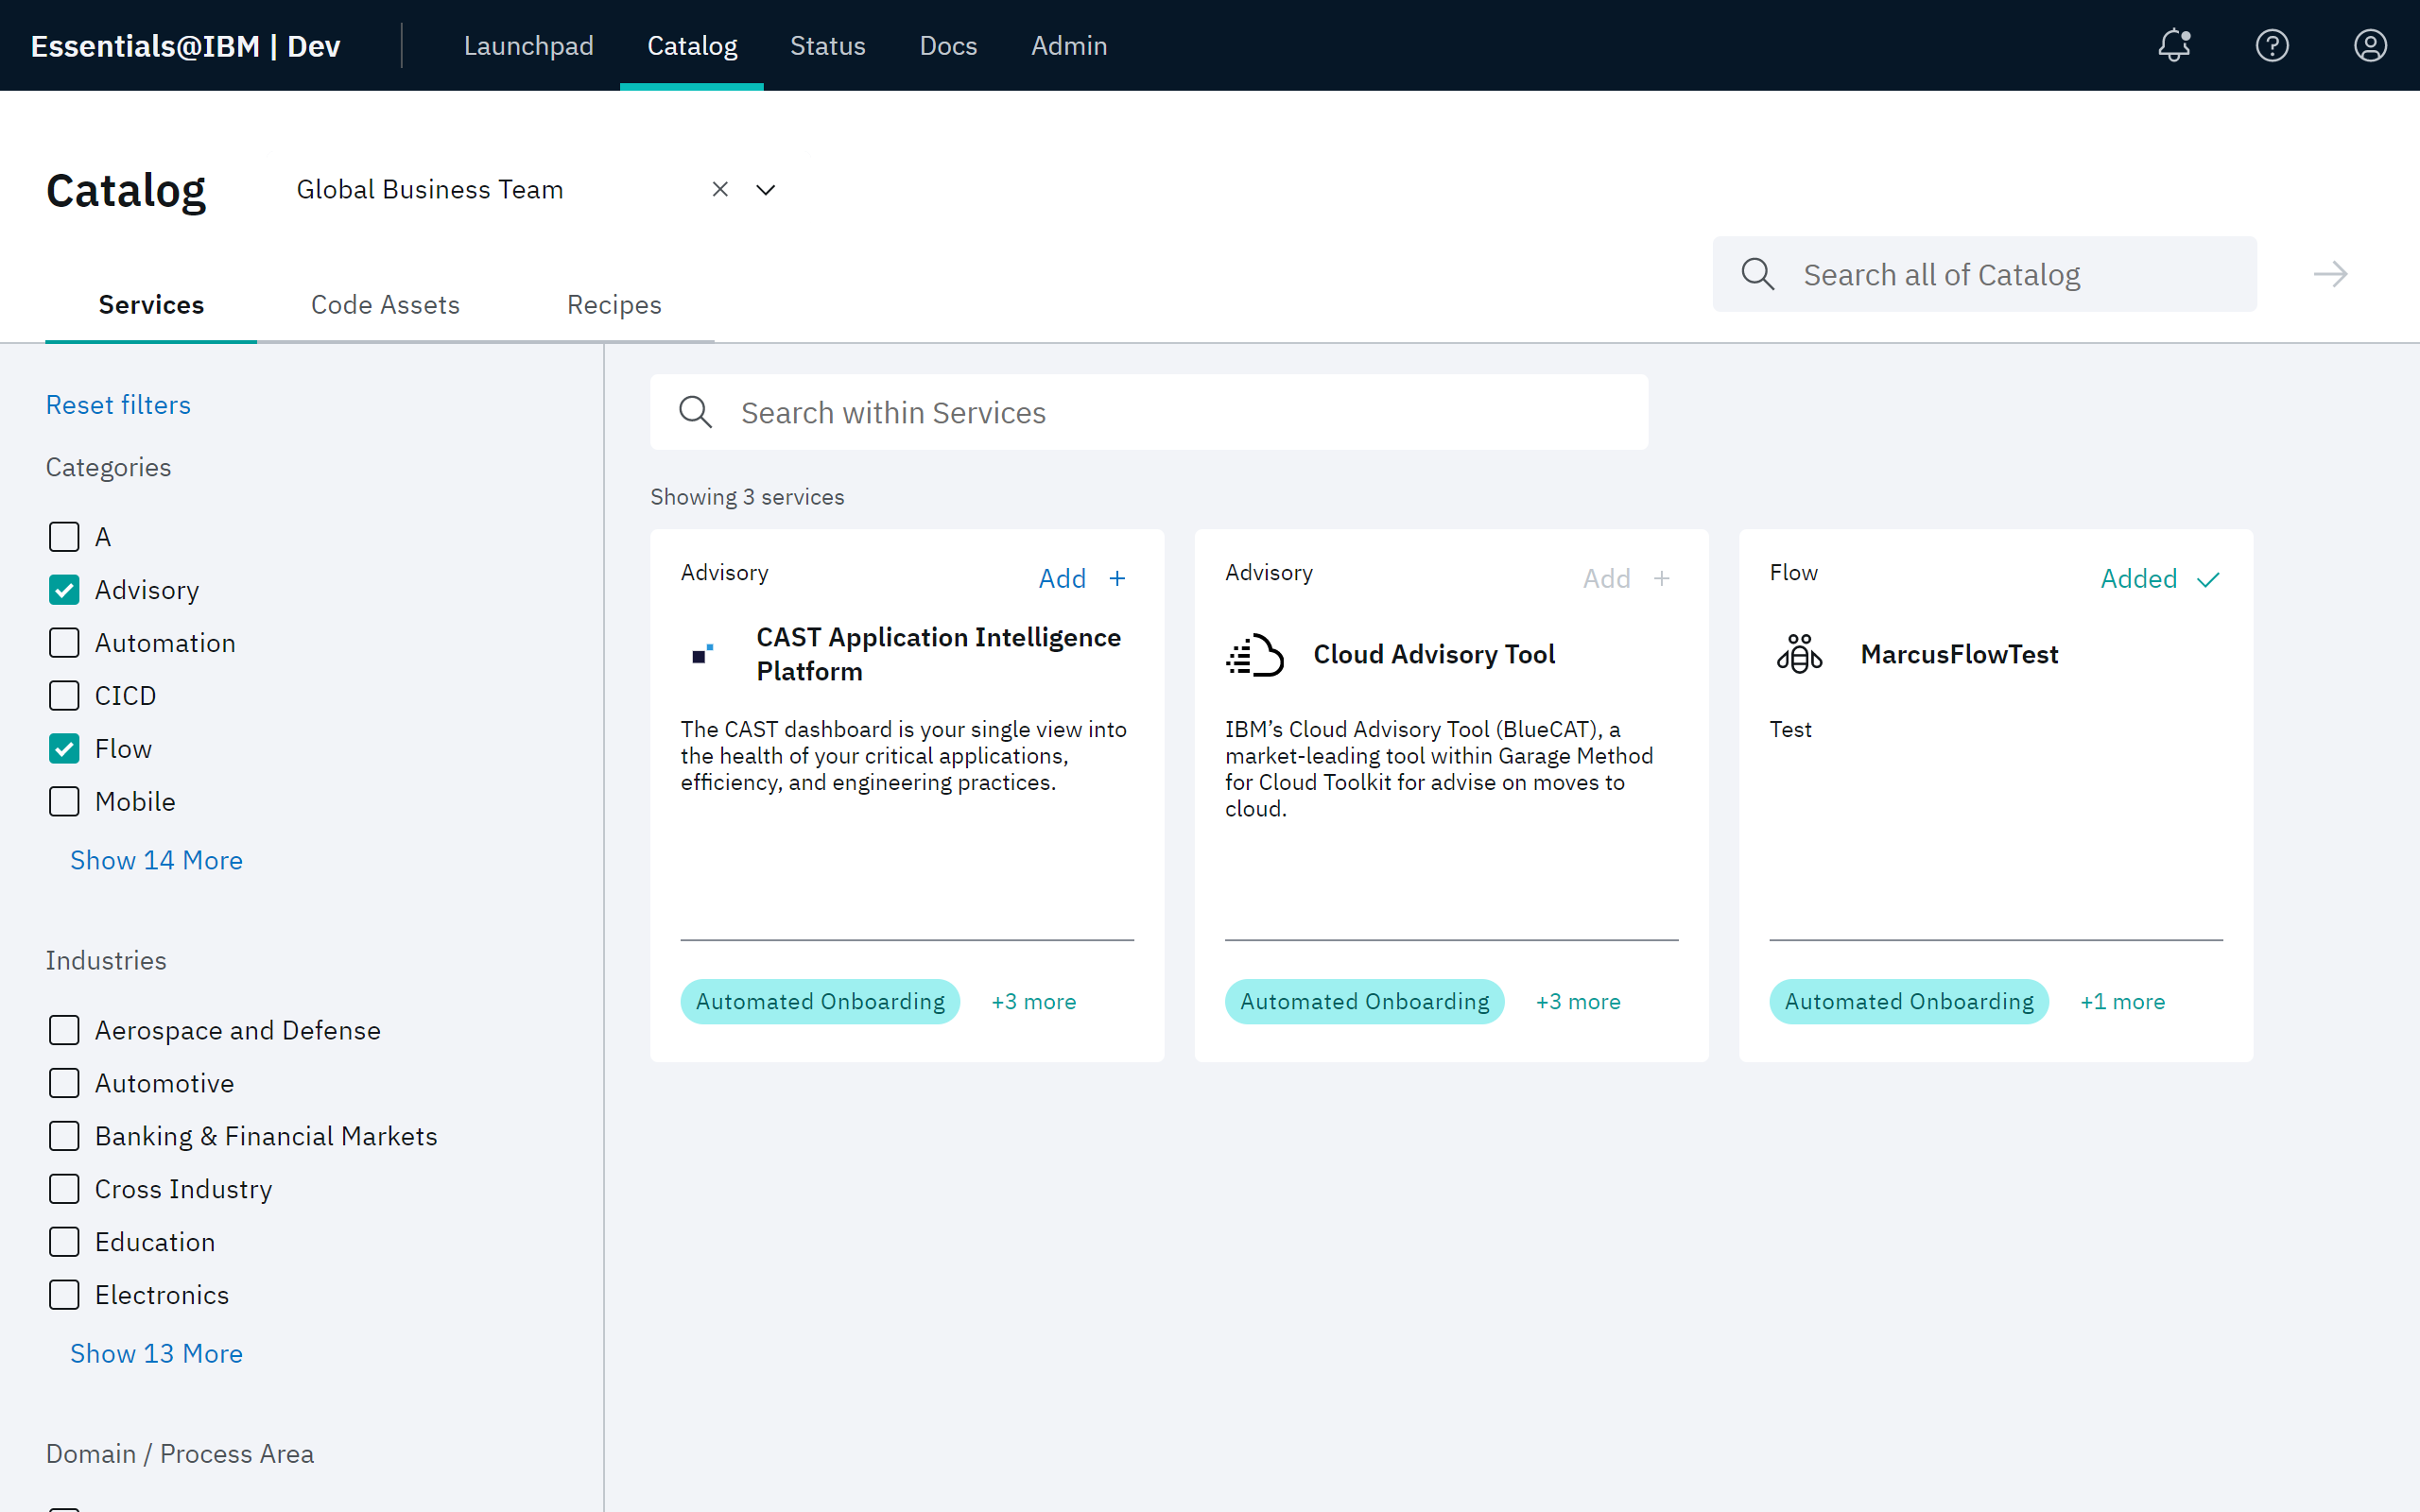 Essentials@IBM | Dev
Launchpad
Catalog
Status
Docs
Admin
Catalog
Global Business Team
Search all of Catalog
Services
Code Assets
Recipes
Reset filters
Categories
A
Advisory
Automation
CICD
Flow
Mobile
Show 14 More
Industries
Aerospace and Defense
Automotive
Banking & Financial Markets
Cross Industry
Education
Electronics
Show 13 More
Domain / Process Area
Search within Services
Showing 3 services
Advisory
Add
CAST Application Intelligence
Platform
The CAST dashboard is your single view into
the health of your critical applications,
efficiency, and engineering practices.
Automated Onboarding
+3 more
Advisory
Add
Cloud Advisory Tool
IBM’s Cloud Advisory Tool (BlueCAT), a
market-leading tool within Garage Method
for Cloud Toolkit for advise on moves to
cloud.
Automated Onboarding
+3 more
Flow
Added
MarcusFlowTest
Test
Automated Onboarding
+1 more